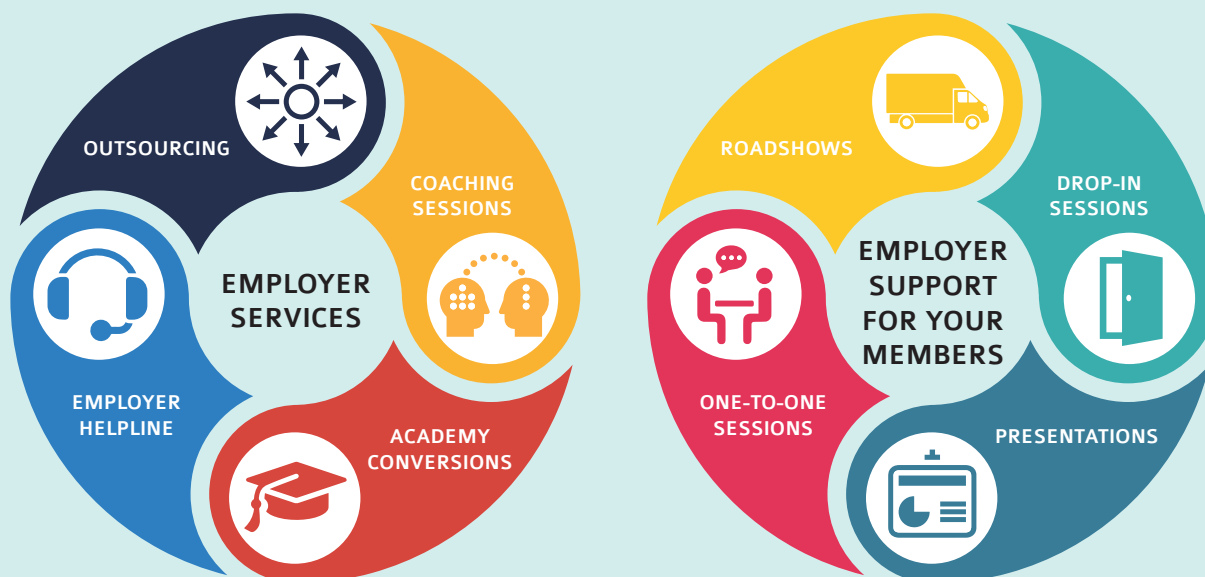 OUTSOURCING
COACHING
SESSIONS
EMPLOYER
SERVICES
EMPLOYER
HELPLINE
ACADEMY
CONVERSIONS
ROADSHOWS
DROP-IN
SESSIONS
EMPLOYER
SUPPORT
FOR YOUR
MEMBERS
ONE-TO-ONE
SESSIONS
PRESENTATIONS